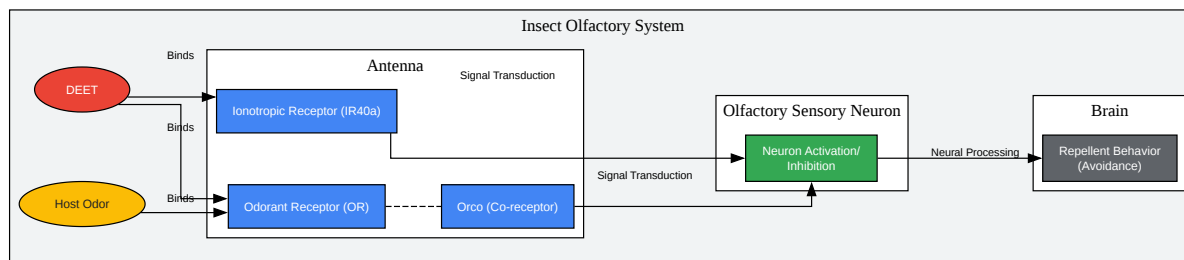 Insect Olfactory System
Binds
Antenna
Signal Transduction
DEET
Ionotropic Receptor (IR40a)
Olfactory Sensory Neuron
Brain
Binds
Neuron Activation/
Inhibition
Neural Processing
Repellent Behavior
(Avoidance)
Signal Transduction
Binds
Host Odor
Odorant Receptor (OR)
Orco (Co-receptor)